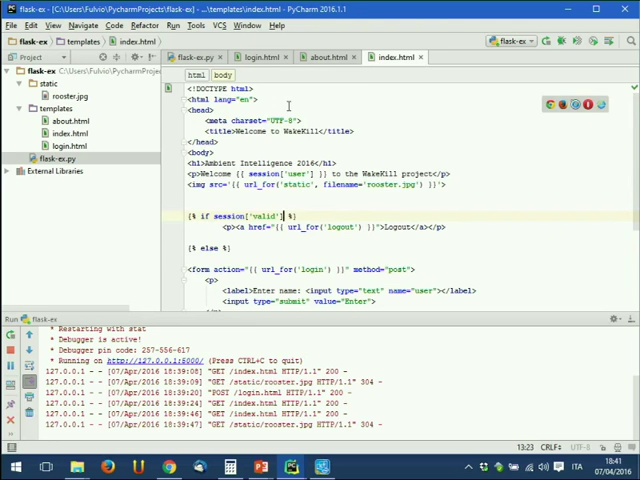 flask-ex - [C:\Users\Fulvio\PycharmProjects\flask-ex] - ...\templates\index.html - PyCharm 2016.1.1
File Edit View Navigate Code Refactor Run Tools VCS Window Help
flask-ex templates index.html
flask-ex
Project
flask-ex.py login.html about.html index.html
html body
flask-ex C:\Users\Fulvio\PycharmProject
static
rooster.jpg
templates
about.html
index.html
login.html
flask-ex.py
External Libraries
<!DOCTYPE html>
<html lang="en">
<head>
<meta charset="UTF-8">
<title>Welcome to WakeKill</title>
</head>
<body>
<h1>Ambient Intelligence 2016</h1>
<p>Welcome {{ session['user'] }} to the WakeKill project</p>
<img src='{{ url_for('static', filename='rooster.jpg') }}'>
{% if session['valid'] %}
<p><a href="{{ url_for('logout') }}">Logout</a></p>
{% else %}
<form action="{{ url_for('login') }}" method="post">
<p>
<label>Enter name: <input type="text" name="user"></label>
<input type="submit" value="Enter">
Run flask-ex
* Restarting with stat
* Debugger is active!
* Debugger pin code: 257-556-617
* Running on http://127.0.0.1:5000/ (Press CTRL+C to quit)
127.0.0.1 - - [07/Apr/2016 18:39:08] "GET /index.html HTTP/1.1" 200 -
127.0.0.1 - - [07/Apr/2016 18:39:09] "GET /static/rooster.jpg HTTP/1.1" 304 -
127.0.0.1 - - [07/Apr/2016 18:39:20] "POST /login.html HTTP/1.1" 200 -
127.0.0.1 - - [07/Apr/2016 18:39:24] "GET /index.html HTTP/1.1" 200 -
127.0.0.1 - - [07/Apr/2016 18:39:46] "GET /index.html HTTP/1.1" 200 -
127.0.0.1 - - [07/Apr/2016 18:39:47] "GET /static/rooster.jpg HTTP/1.1" 304 -
13:23 CRLF UTF-8
ITA
18:41
07/04/2016